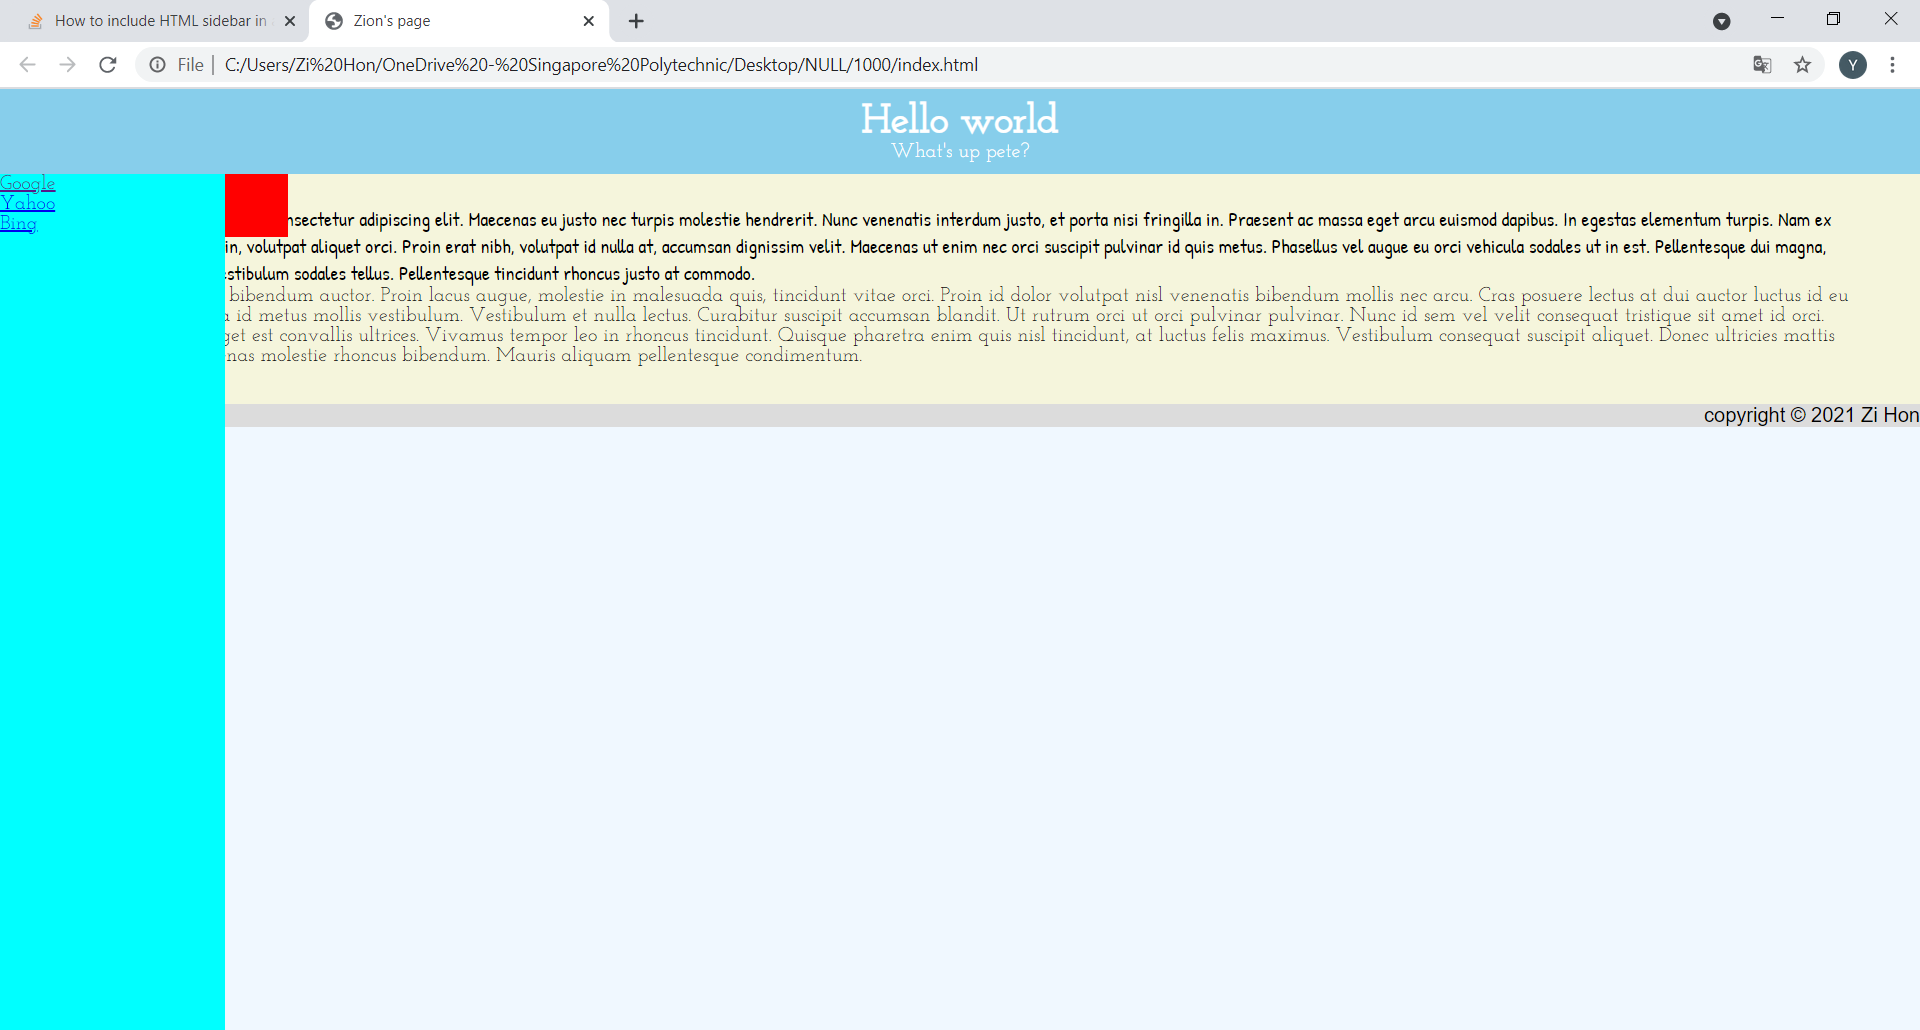 How to include HTML sidebar in
Zion's page
File
C:/Users/Zi%20Hon/OneDrive%20-%20Singapore%20Polytechnic/Desktop/NULL/1000/index.html
Y
Hello world
What's up pete?
Google
Yahoo
Bing
nsectetur adipiscing elit. Maecenas eu justo nec turpis molestie hendrerit. Nunc venenatis interdum justo, et porta nisi fringilla in. Praesent ac massa eget arcu euismod dapibus. In egestas elementum turpis. Nam ex
in, volutpat aliquet orci. Proin erat nibh, volutpat id nulla at, accumsan dignissim velit. Maecenas ut enim nec orci suscipit pulvinar id quis metus. Phasellus vel augue eu orci vehicula sodales ut in est. Pellentesque dui magna,
stibulum sodales tellus. Pellentesque tincidunt rhoncus justo at commodo.
bibendum auctor. Proin lacus augue, molestie in malesuada quis, tincidunt vitae orci. Proin id dolor volutpat nisl venenatis bibendum mollis nec arcu. Cras posuere lectus at dui auctor luctus id eu
id metus mollis vestibulum. Vestibulum et nulla lectus. Curabitur suscipit accumsan blandit. Ut rutrum orci ut orci pulvinar pulvinar. Nunc id sem vel velit consequat tristique sit amet id orci.
get est convallis ultrices. Vivamus tempor leo in rhoncus tincidunt. Quisque pharetra enim quis nisl tincidunt, at luctus felis maximus. Vestibulum consequat suscipit aliquet. Donec ultricies mattis
nas molestie rhoncus bibendum. Mauris aliquam pellentesque condimentum.
copyright © 2021 Zi Hon